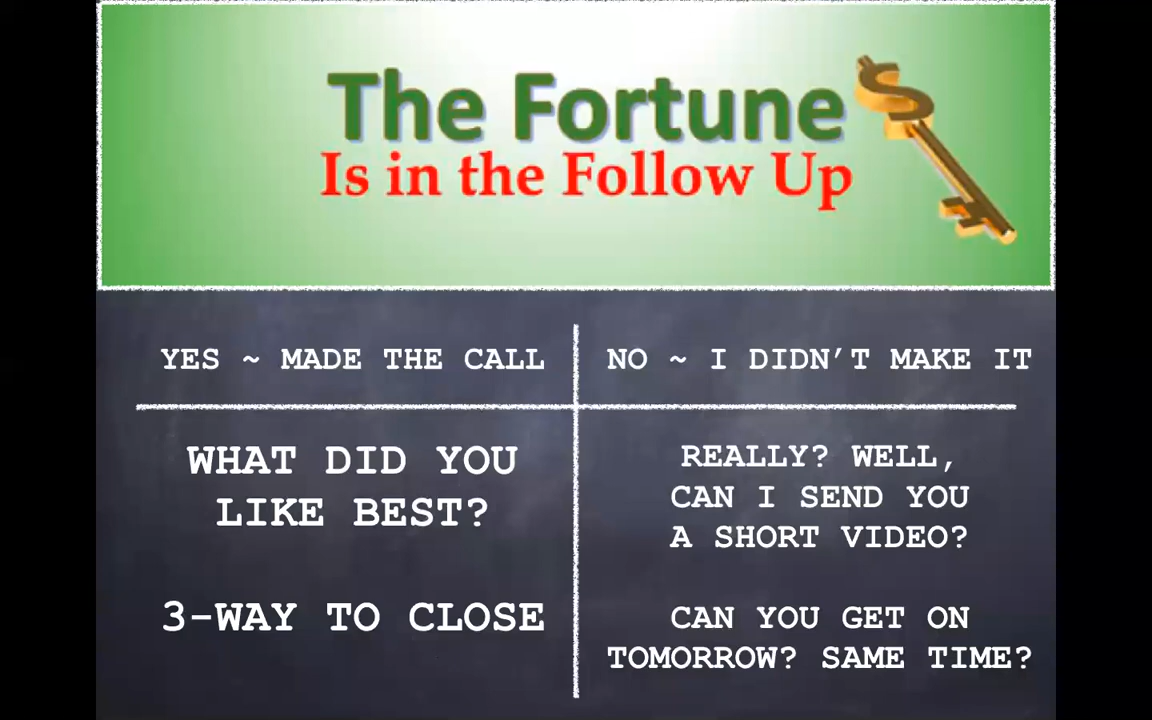 The Fortune
Is in the Follow Up
YES ~ MADE THE CALL
NO ~ I DIDN'T MAKE IT
WHAT DID YOU
LIKE BEST?
3-WAY TO CLOSE
REALLY? WELL,
CAN I SEND YOU
A SHORT VIDEO?
CAN YOU GET ON
TOMORROW? SAME TIME?